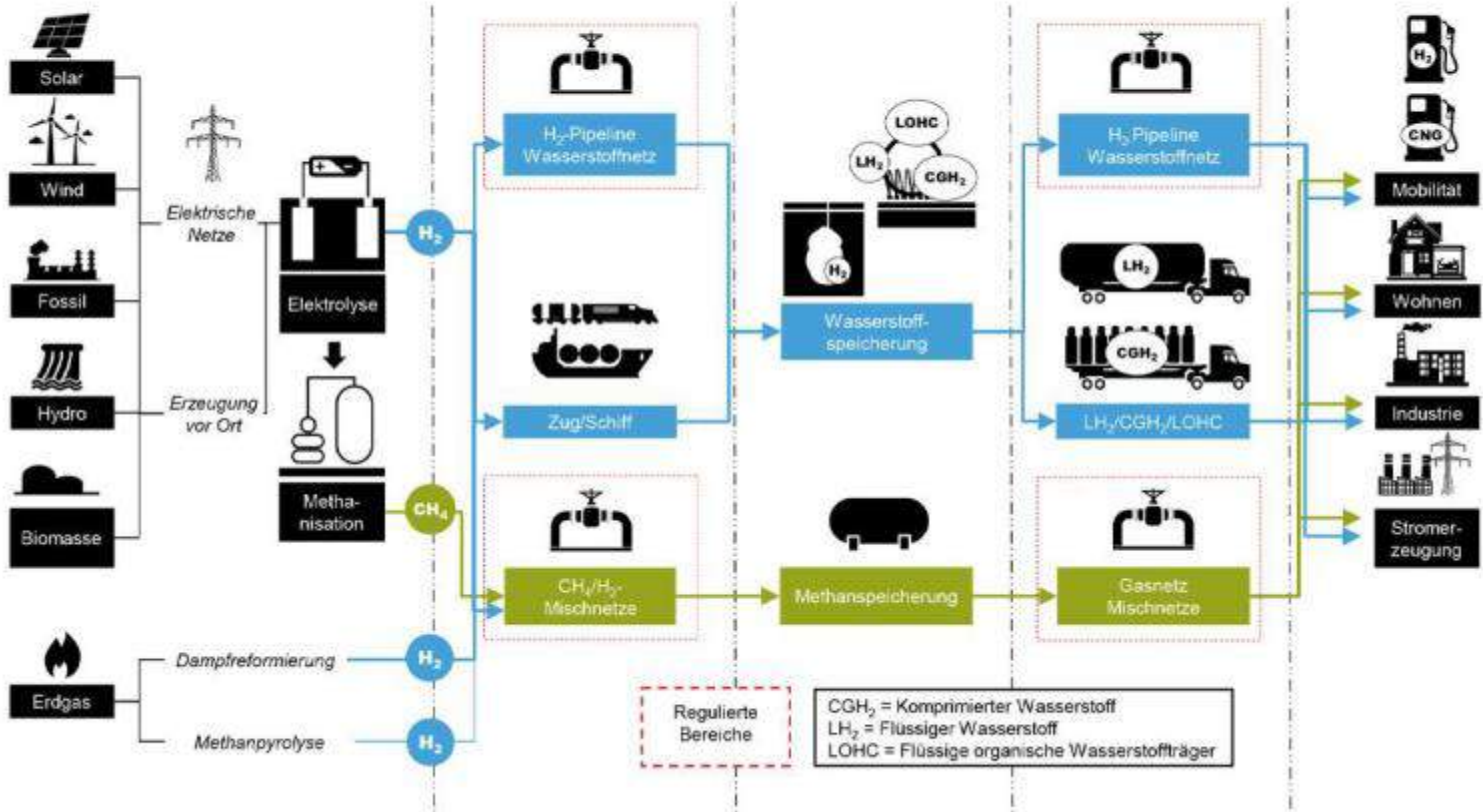 Solar
Wind
Fossil
Hydro
Biomasse
Erdgas
Elektrische
Netze
Erzeugung
vor Ort
Dampfreformierung
Methanpyrolyse
Elektrolyse
Metha-
nisation
H₂
CH₄
H₂
H₂
H₂-Pipeline
Wasserstoffnetz
Zug/Schiff
CH₄/H₂-
Mischnetze
LOHC
LH₂
CGH₂
H₂
Wasserstoff-
speicherung
Methanspeicherung
H₂ Pipeline
Wasserstoffnetz
LH₂
CGH₂
LH₂/CGH₂/LOHC
Gasnetz
Mischnetze
H₂
CNG
Mobilität
Wohnen
Industrie
Stromer-
zeugung
Regulierte
Bereiche
CGH₂ = Komprimierter Wasserstoff
LH₂ = Flüssiger Wasserstoff
LOHC = Flüssige organische Wasserstoffträger